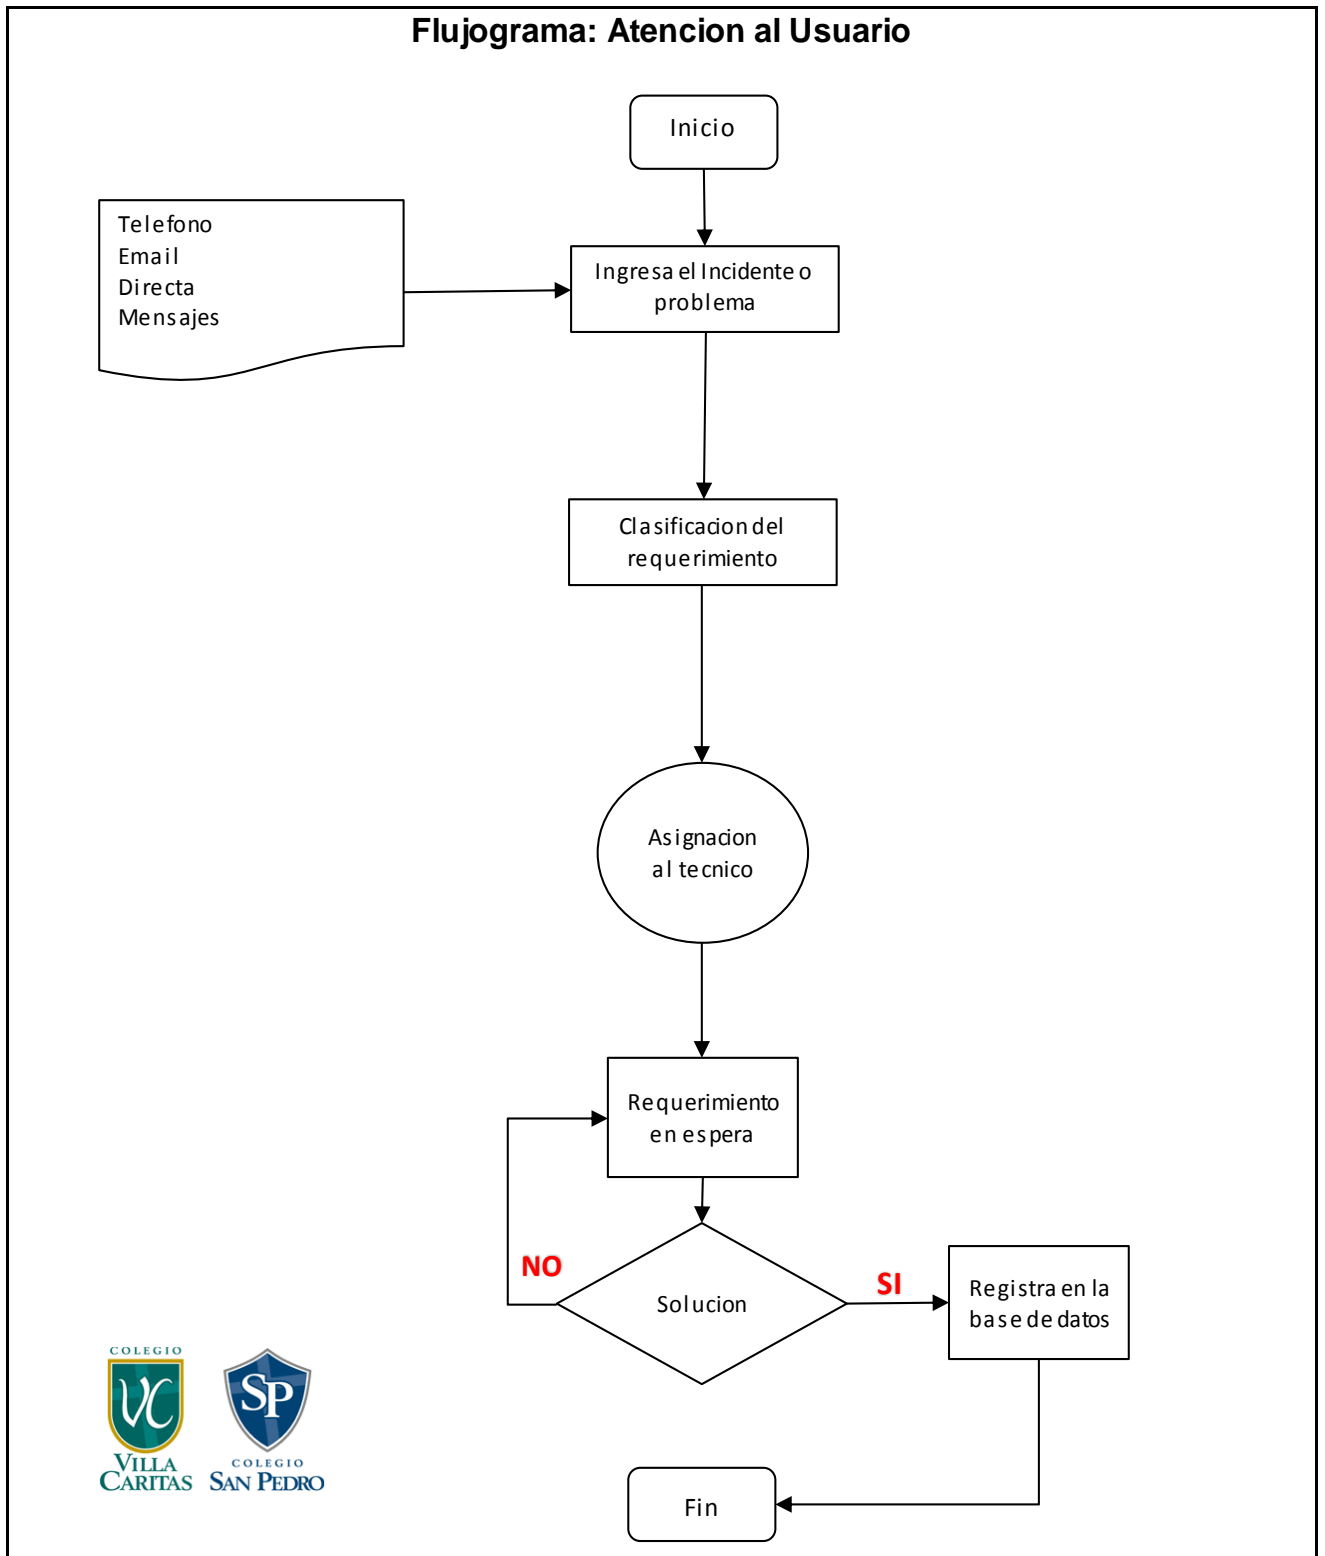 Flujograma: Atencion al Usuario
Inicio
Telefono
Email
Directa
Mensajes
Ingresa el Incidente o
problema
Clasificacion del
requerimiento
Asignacion
al tecnico
Requerimiento
en espera
NO
Solucion
SI
Registra en la
base de datos
COLEGIO
VC
VILLA
CARITAS
SP
COLEGIO
SAN PEDRO
Fin